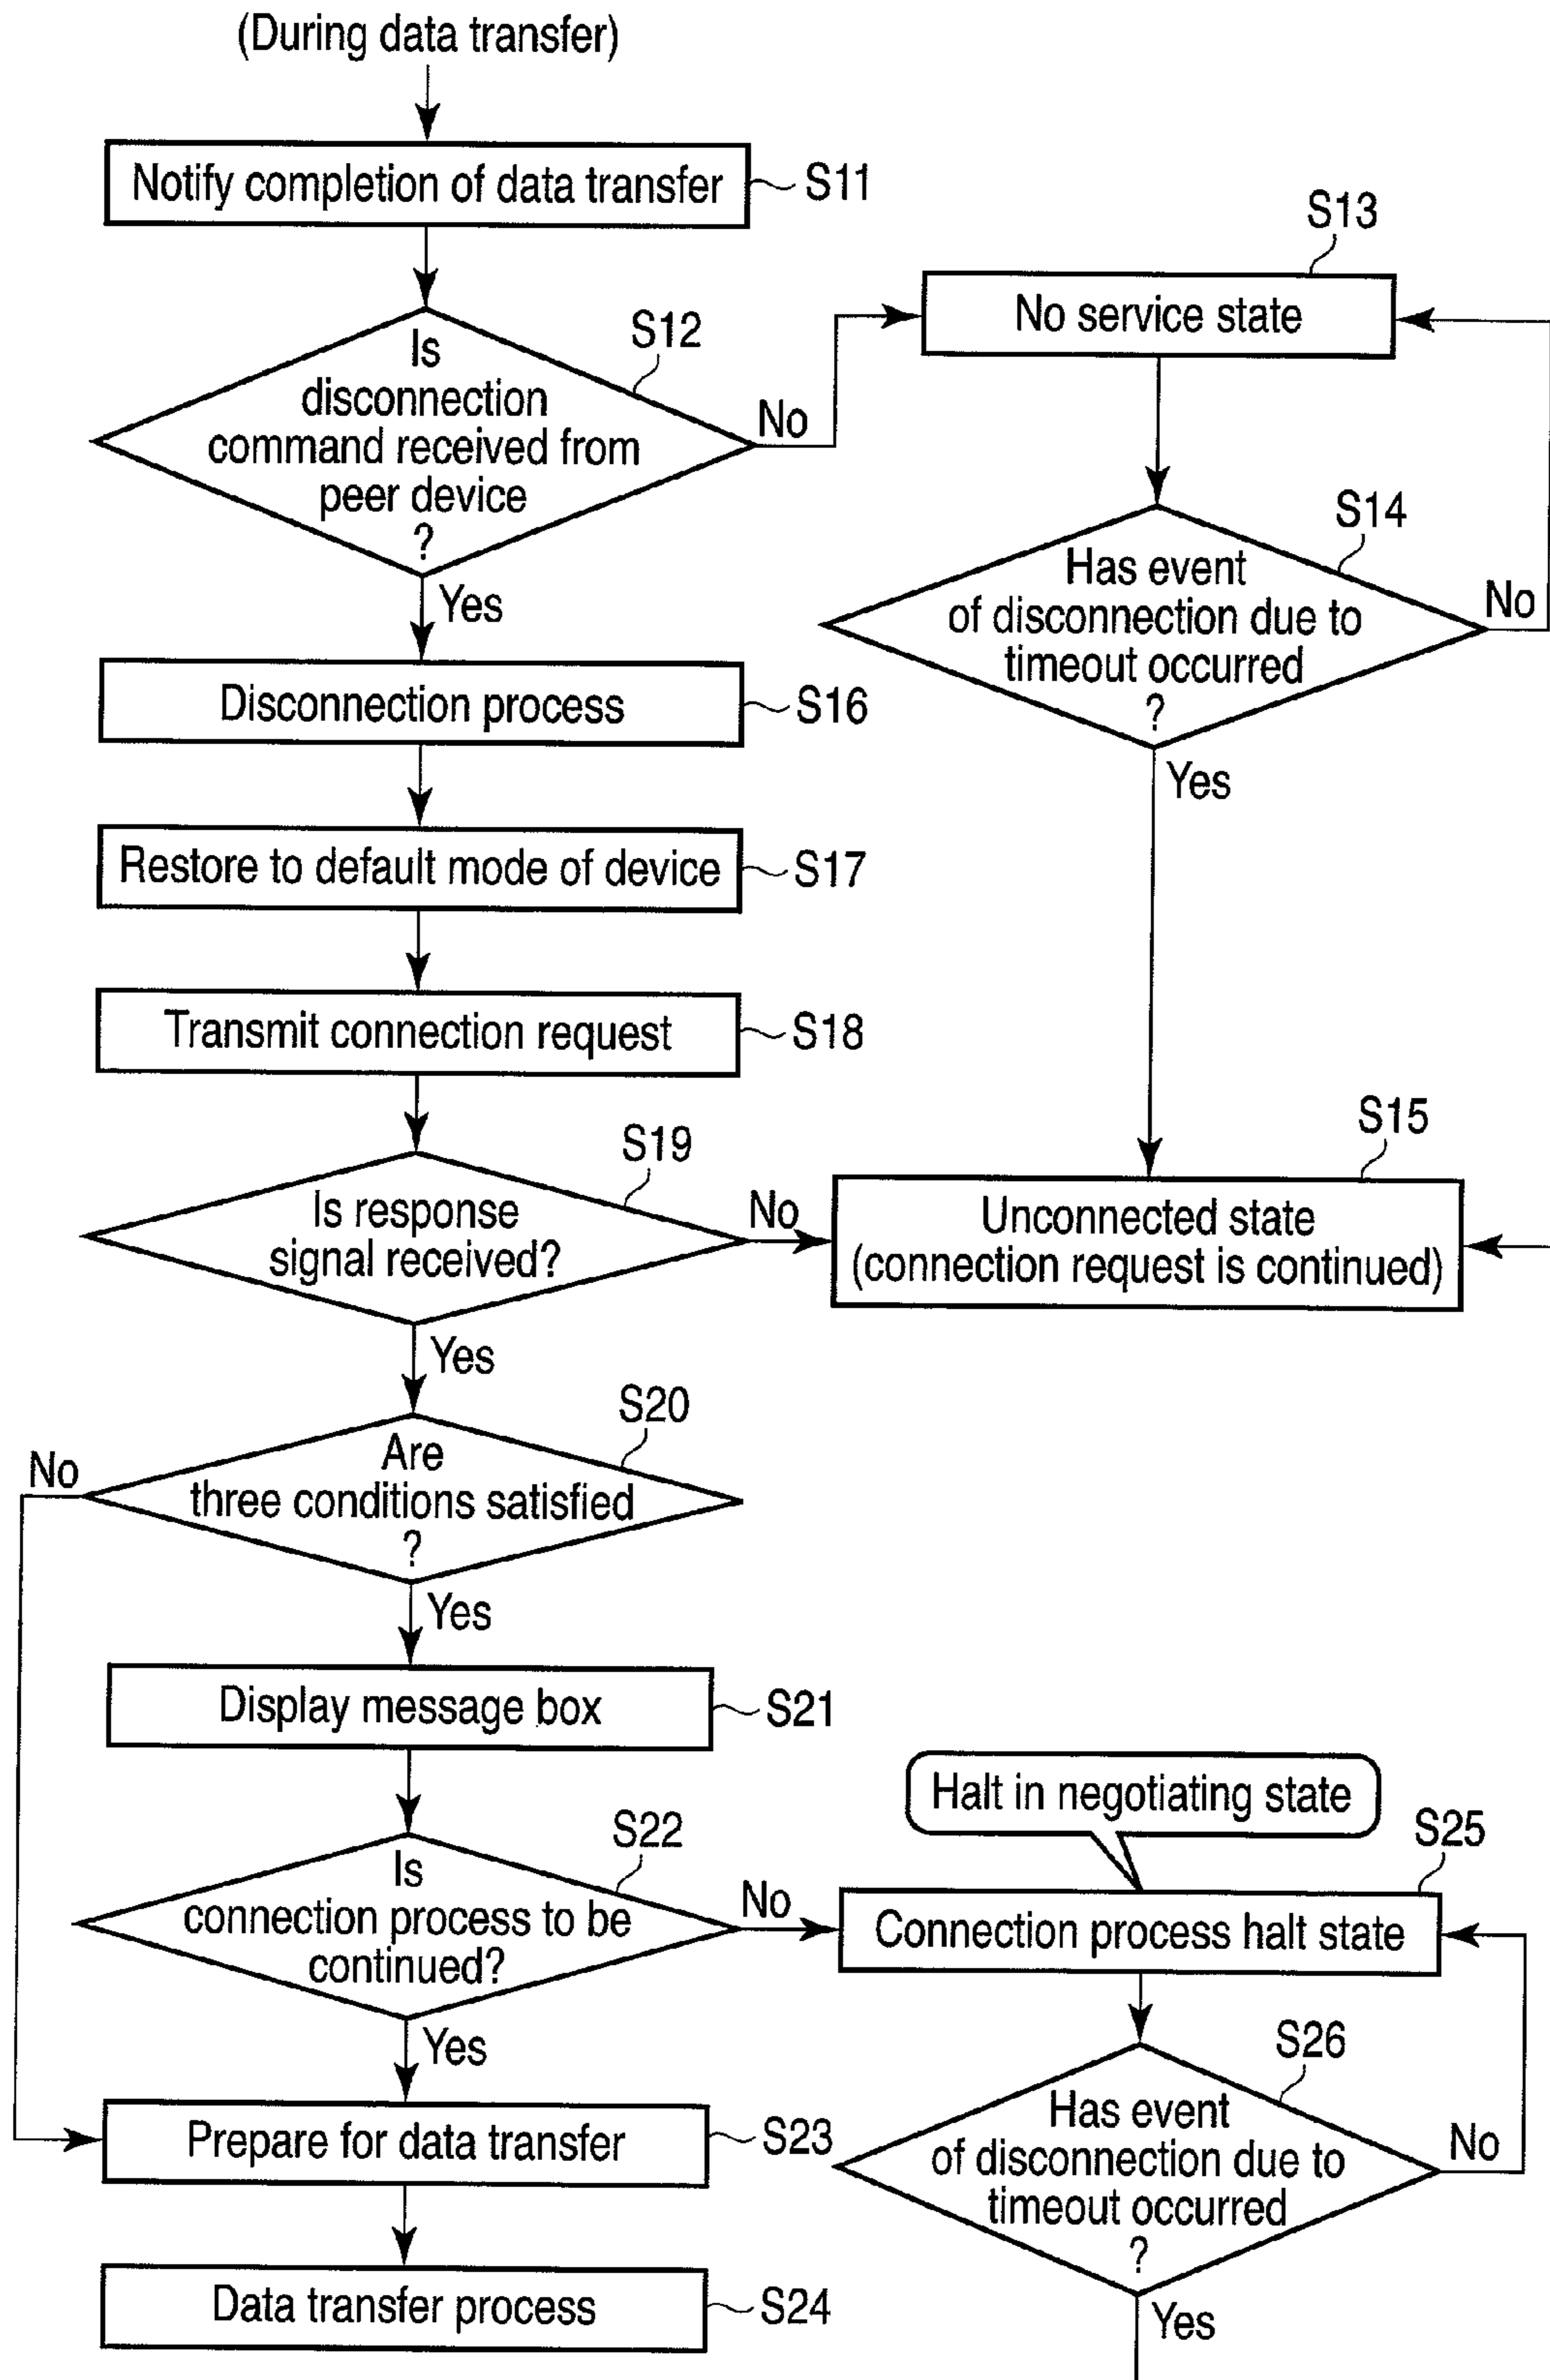 (During data transfer)
Notify completion of data transfer
S11
S12
Is
disconnection
command received from
peer device
?
No
Yes
S13
No service state
S14
Has event
of disconnection due to
timeout occurred
?
No
Yes
Disconnection process
S16
Restore to default mode of device
S17
Transmit connection request
S18
S19
Is response
signal received?
No
Yes
S15
Unconnected state
(connection request is continued)
S20
Are
three conditions satisfied
?
No
Yes
Display message box
S21
S22
Is
connection process to be
continued?
No
Yes
Halt in negotiating state
S25
Connection process halt state
S26
Has event
of disconnection due to
timeout occurred
?
No
Yes
Prepare for data transfer
S23
Data transfer process
S24